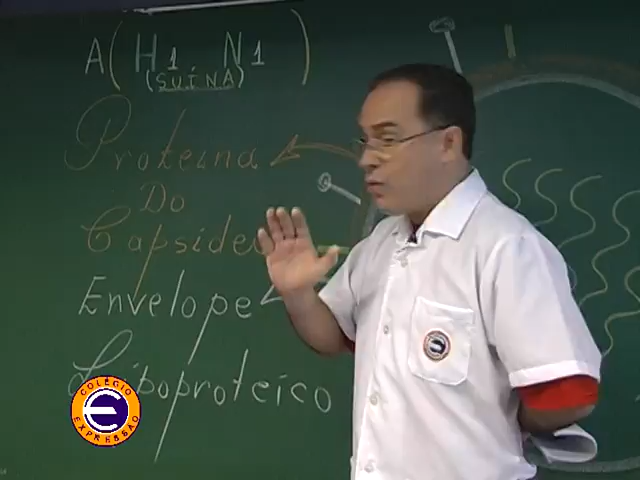 A(H1 N1)
(SUÍNA)
Proteína
Do
Capsídeo
Envelope
Lipoproteico
COLÉGIO
E
EXPRESSÃO